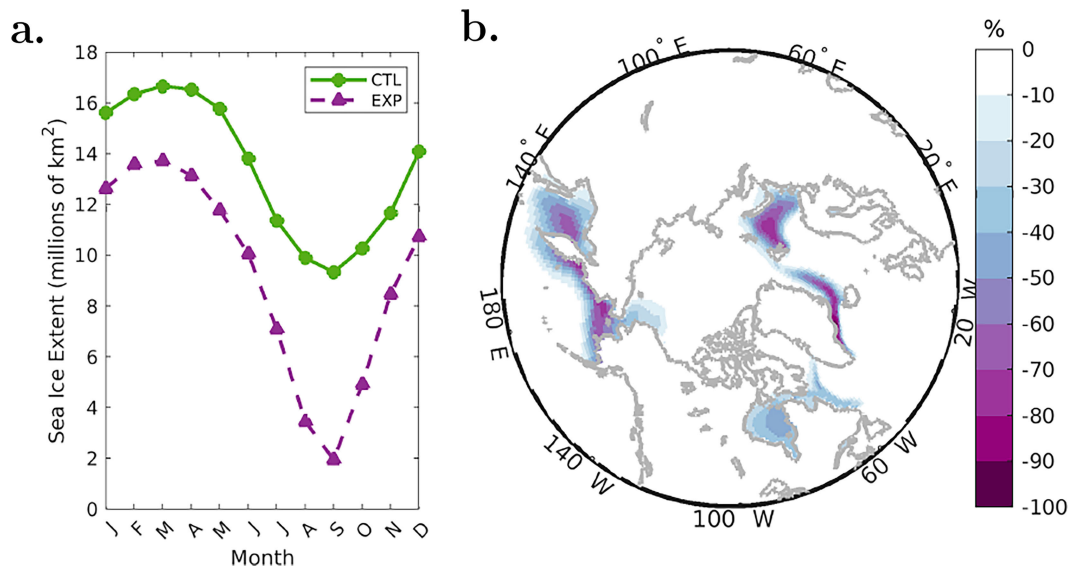 a.
18
16
14
12
10
8
6
4
2
0
Sea Ice Extent (millions of km²)
CTL
EXP
J F M A M J J A S O N D
Month
b.
100° E
60° E
140° E
20° E
180 E
20 W
140 W
60 W
100 W
%
0
-10
-20
-30
-40
-50
-60
-70
-80
-90
-100